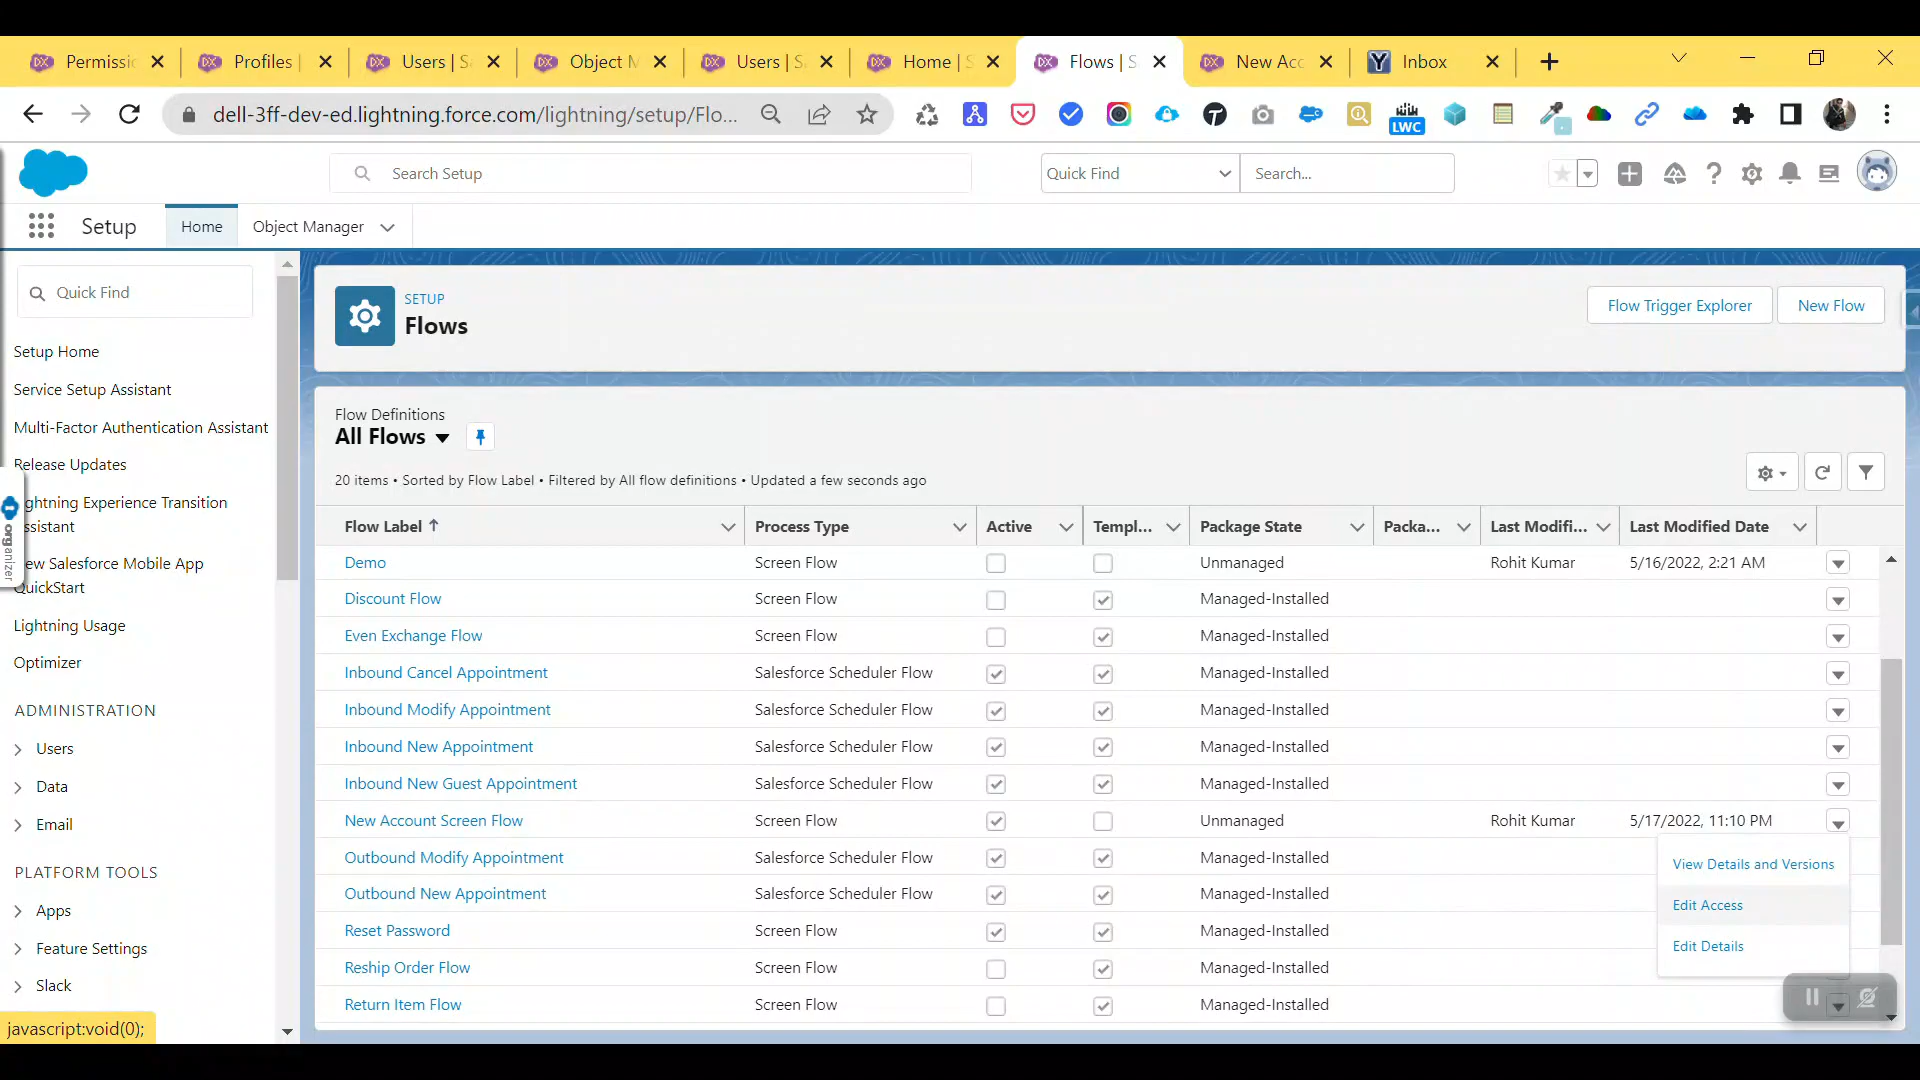 Permissi
Profiles |
Users | S
Object M
Users | S
Home | S
Flows | S
New Acc
Inbox
dell-3ff-dev-ed.lightning.force.com/lightning/setup/Flo...
LWC
Search Setup
Quick Find
Search...
Setup
Home
Object Manager
Quick Find
Setup Home
Service Setup Assistant
Multi-Factor Authentication Assistant
Release Updates
ightning Experience Transition
ssistant
ew Salesforce Mobile App
QuickStart
Lightning Usage
Optimizer
ADMINISTRATION
Users
Data
Email
PLATFORM TOOLS
Apps
Feature Settings
Slack
organizer
javascript:void(0);
SETUP
Flows
Flow Trigger Explorer
New Flow
Flow Definitions
All Flows
20 items • Sorted by Flow Label • Filtered by All flow definitions • Updated a few seconds ago
Flow Label ↑ Process Type Active Templ... Package State Packa... Last Modifi... Last Modified Date
Demo Screen Flow Unmanaged Rohit Kumar 5/16/2022, 2:21 AM
Discount Flow Screen Flow Managed-Installed
Even Exchange Flow Screen Flow Managed-Installed
Inbound Cancel Appointment Salesforce Scheduler Flow Managed-Installed
Inbound Modify Appointment Salesforce Scheduler Flow Managed-Installed
Inbound New Appointment Salesforce Scheduler Flow Managed-Installed
Inbound New Guest Appointment Salesforce Scheduler Flow Managed-Installed
New Account Screen Flow Screen Flow Unmanaged Rohit Kumar 5/17/2022, 11:10 PM
Outbound Modify Appointment Salesforce Scheduler Flow Managed-Installed
Outbound New Appointment Salesforce Scheduler Flow Managed-Installed
Reset Password Screen Flow Managed-Installed
Reship Order Flow Screen Flow Managed-Installed
Return Item Flow Screen Flow Managed-Installed
View Details and Versions
Edit Access
Edit Details